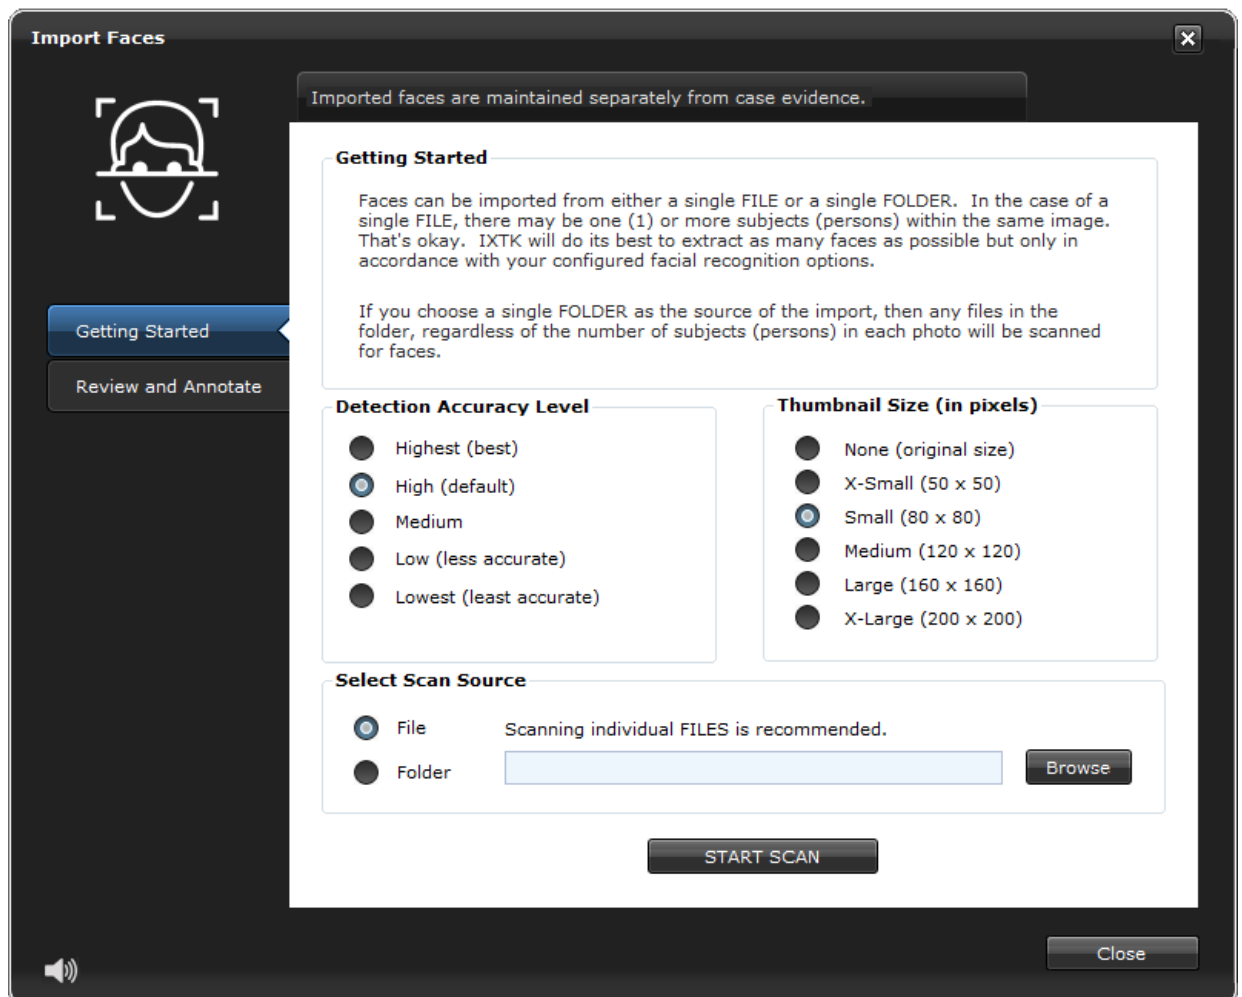 Import Faces
Imported faces are maintained separately from case evidence.
Getting Started
Faces can be imported from either a single FILE or a single FOLDER.  In the case of a
single FILE, there may be one (1) or more subjects (persons) within the same image.
That's okay.  IXTK will do its best to extract as many faces as possible but only in
accordance with your configured facial recognition options.
If you choose a single FOLDER as the source of the import, then any files in the
folder, regardless of the number of subjects (persons) in each photo will be scanned
for faces.
Getting Started
Review and Annotate
Detection Accuracy Level
Highest (best)
High (default)
Medium
Low (less accurate)
Lowest (least accurate)
Thumbnail Size (in pixels)
None (original size)
X-Small (50 x 50)
Small (80 x 80)
Medium (120 x 120)
Large (160 x 160)
X-Large (200 x 200)
Select Scan Source
File
Scanning individual FILES is recommended.
Folder
Browse
START SCAN
Close